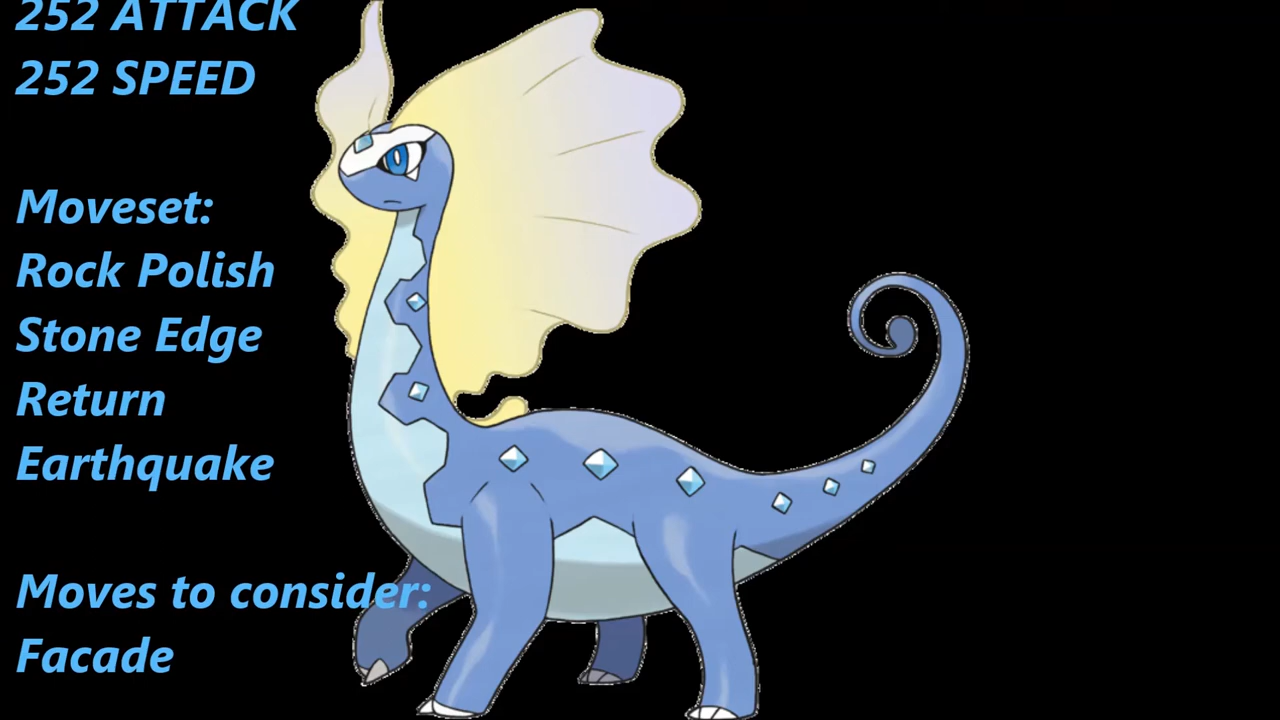 252 ATTACK
252 SPEED
Moveset:
Rock Polish
Stone Edge
Return
Earthquake
Moves to consider:
Facade